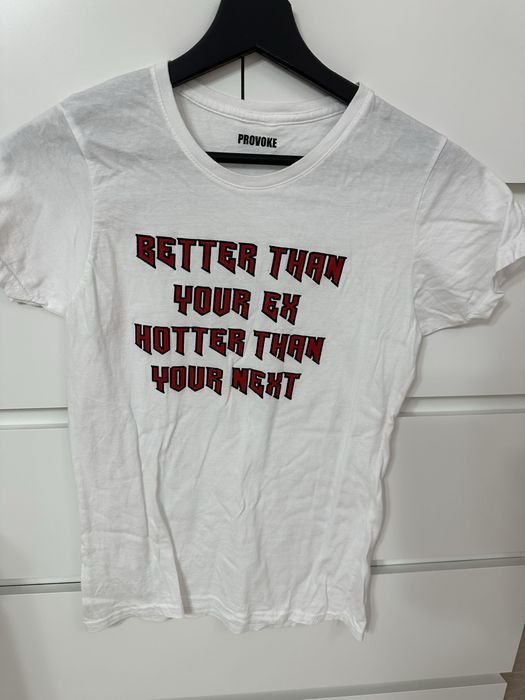 PROVOKE
BETTER THAN
YOUR EX
HOTTER THAN
YOUR NEXT